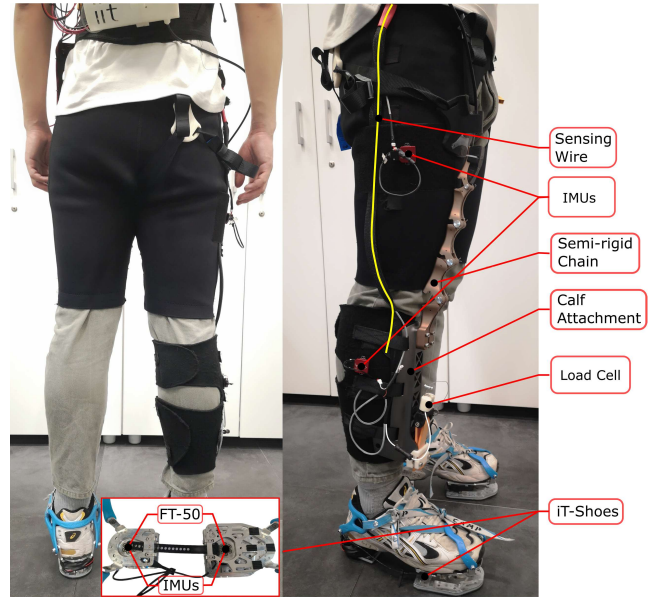 iit
Sensing
Wire
IMUs
Semi-rigid
Chain
Calf
Attachment
Load Cell
FT-50
iT-Shoes
IMUs